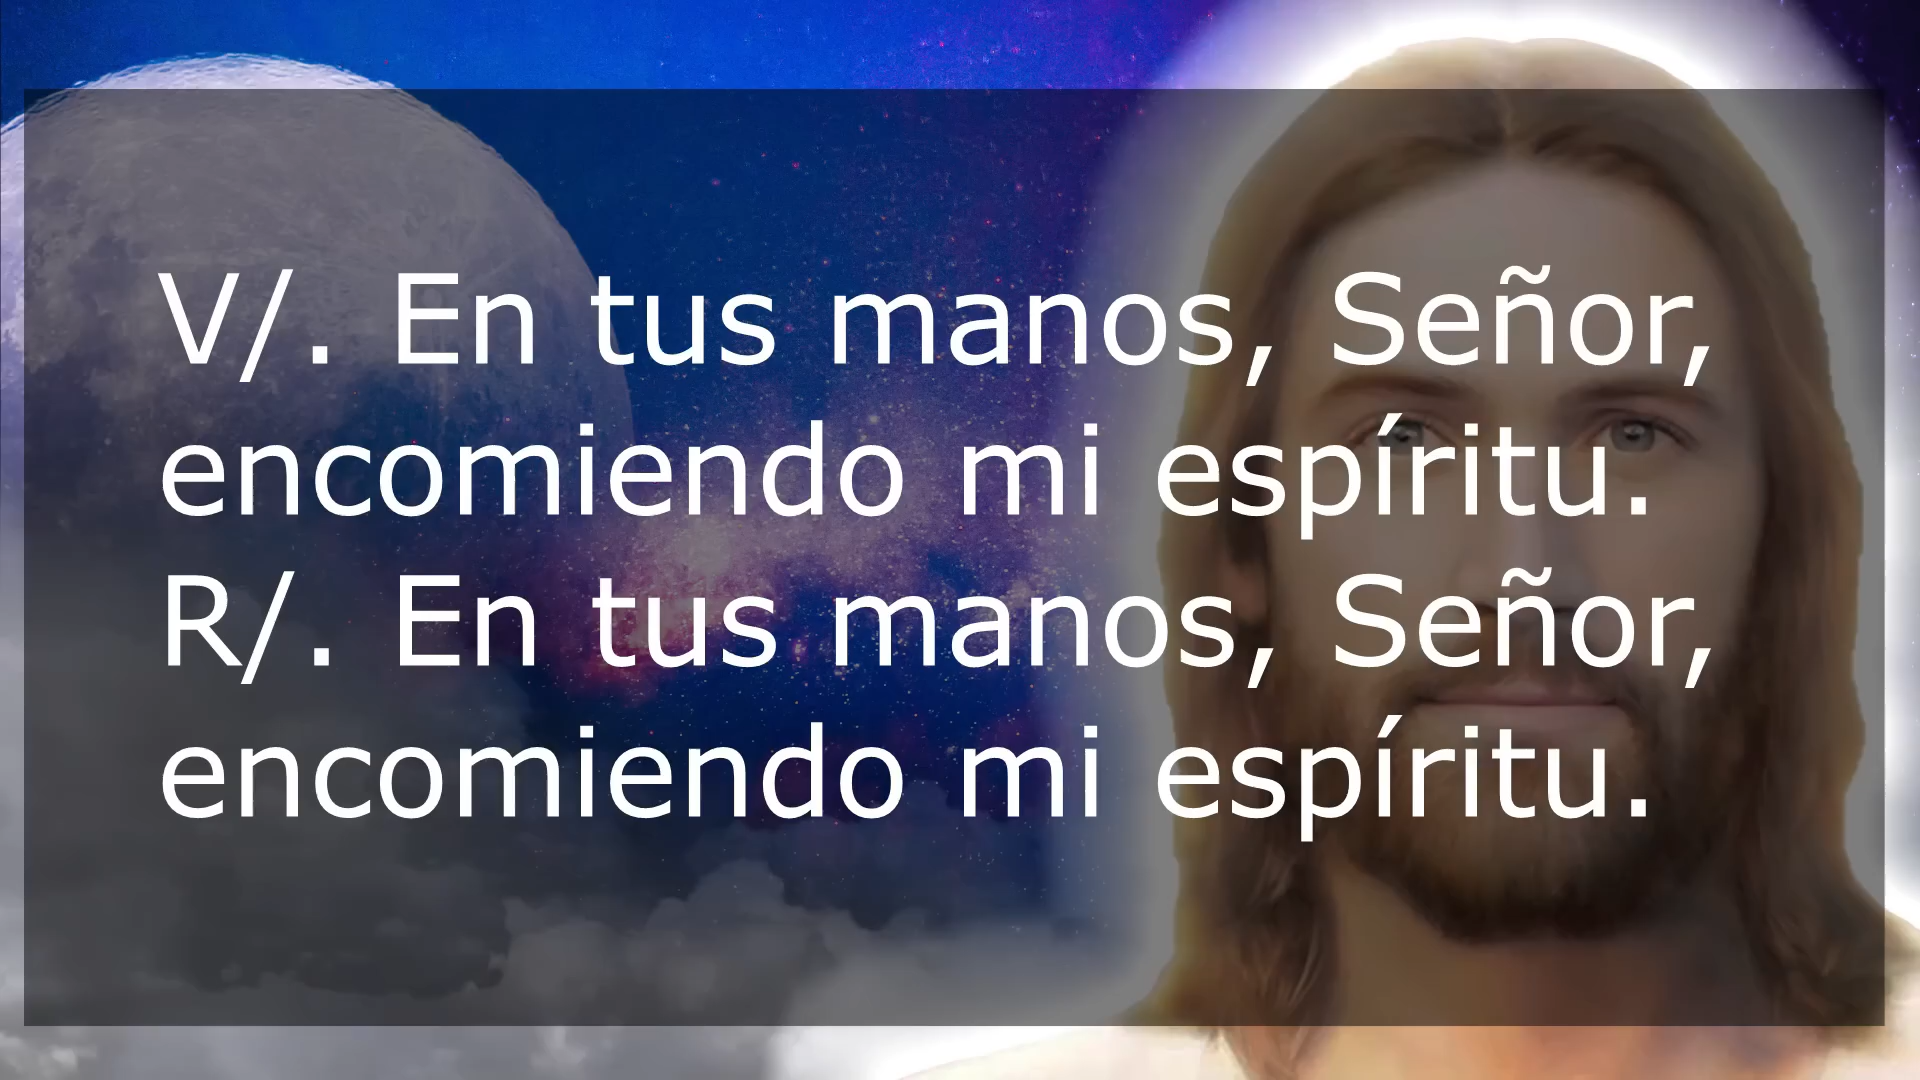 V/. En tus manos, Señor,
encomiendo mi espíritu.
R/. En tus manos, Señor,
encomiendo mi espíritu.